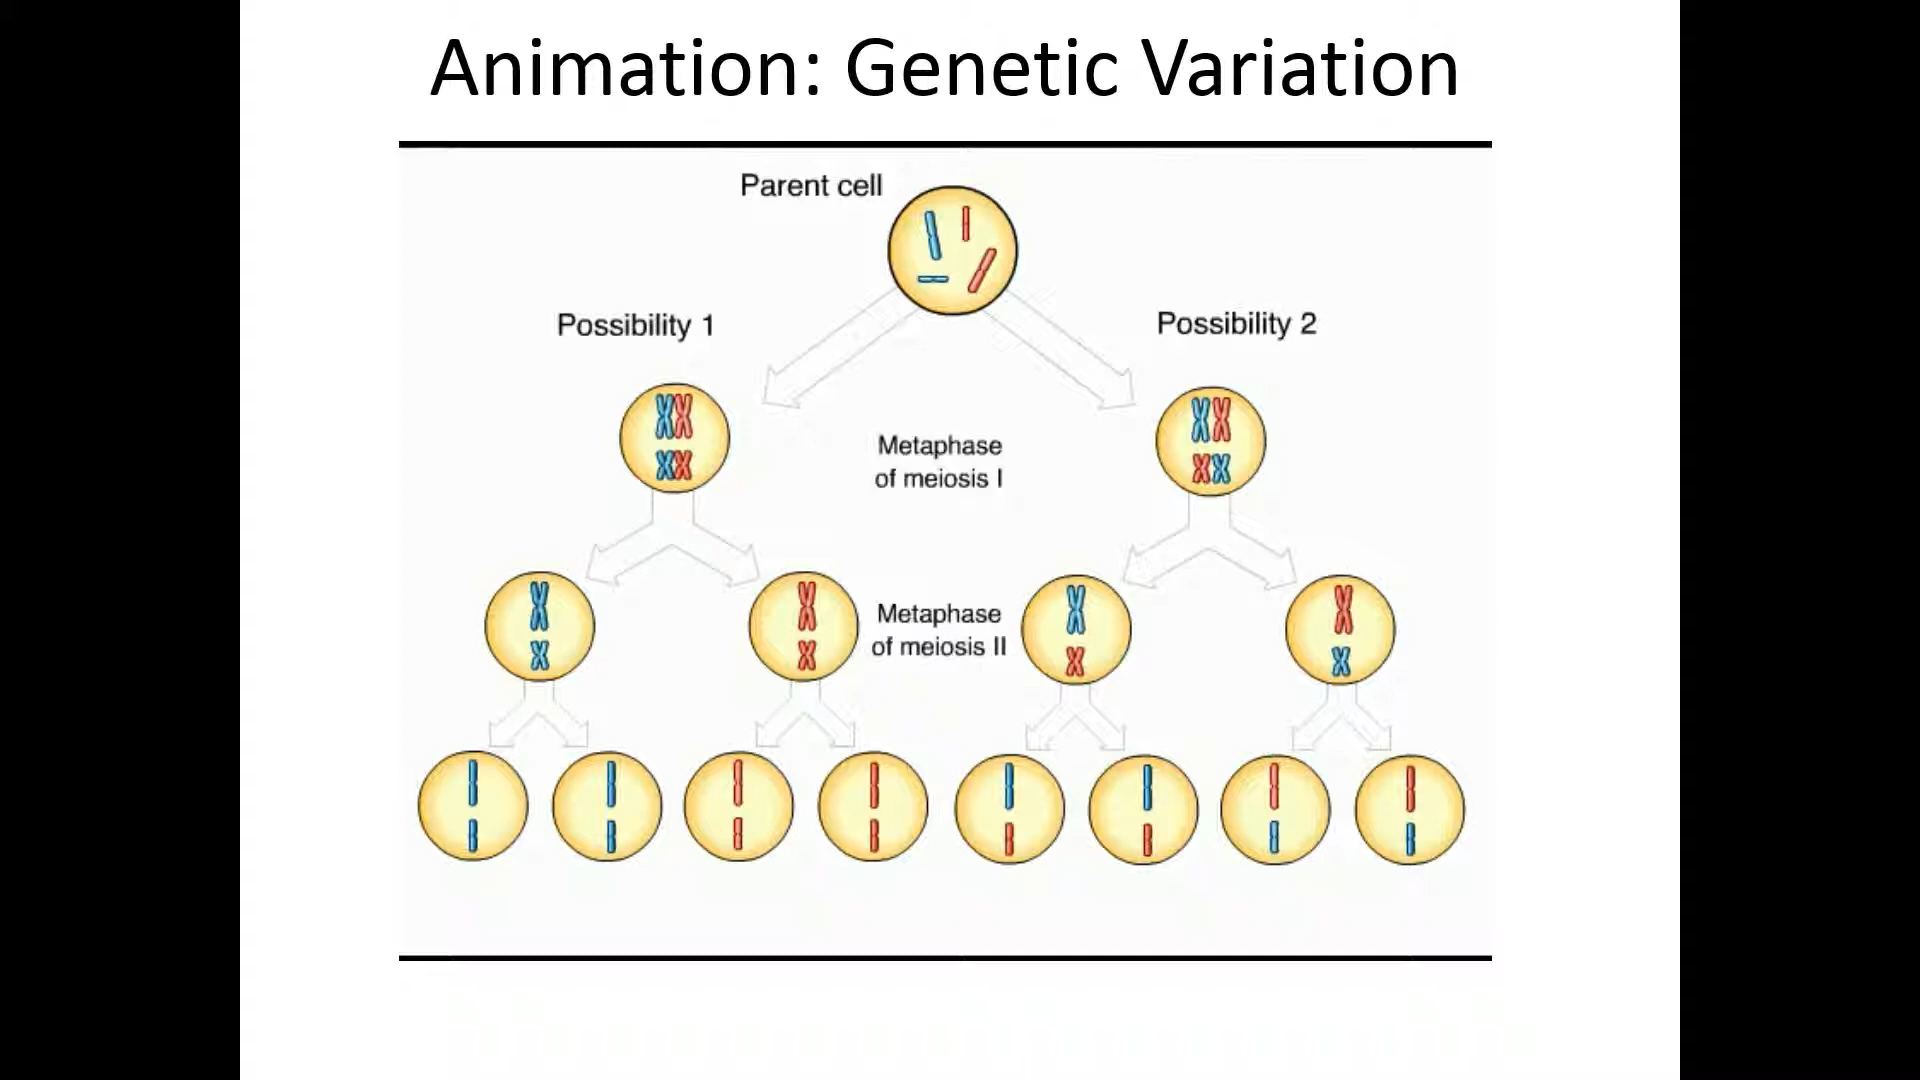 Animation: Genetic Variation
Parent cell
Possibility 1
Possibility 2
Metaphase
of meiosis I
Metaphase
of meiosis II